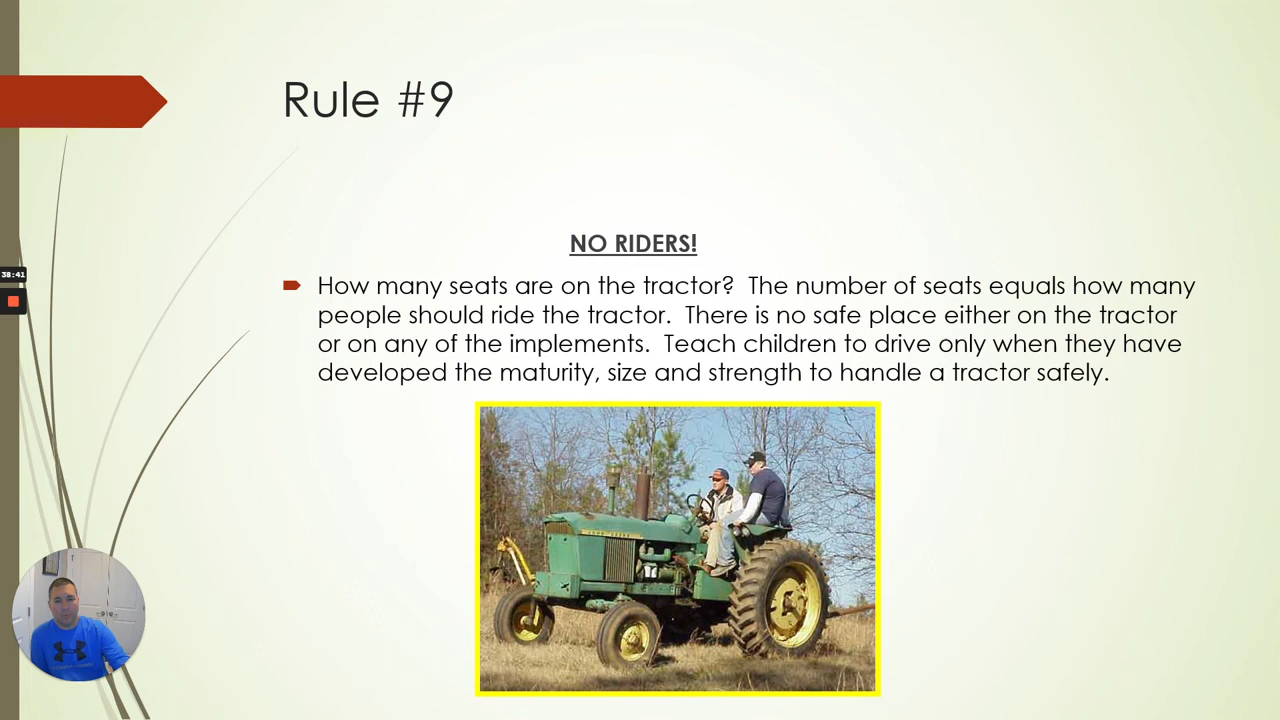 Rule #9
NO RIDERS!
How many seats are on the tractor?  The number of seats equals how many
people should ride the tractor.  There is no safe place either on the tractor
or on any of the implements.  Teach children to drive only when they have
developed the maturity, size and strength to handle a tractor safely.
38:41